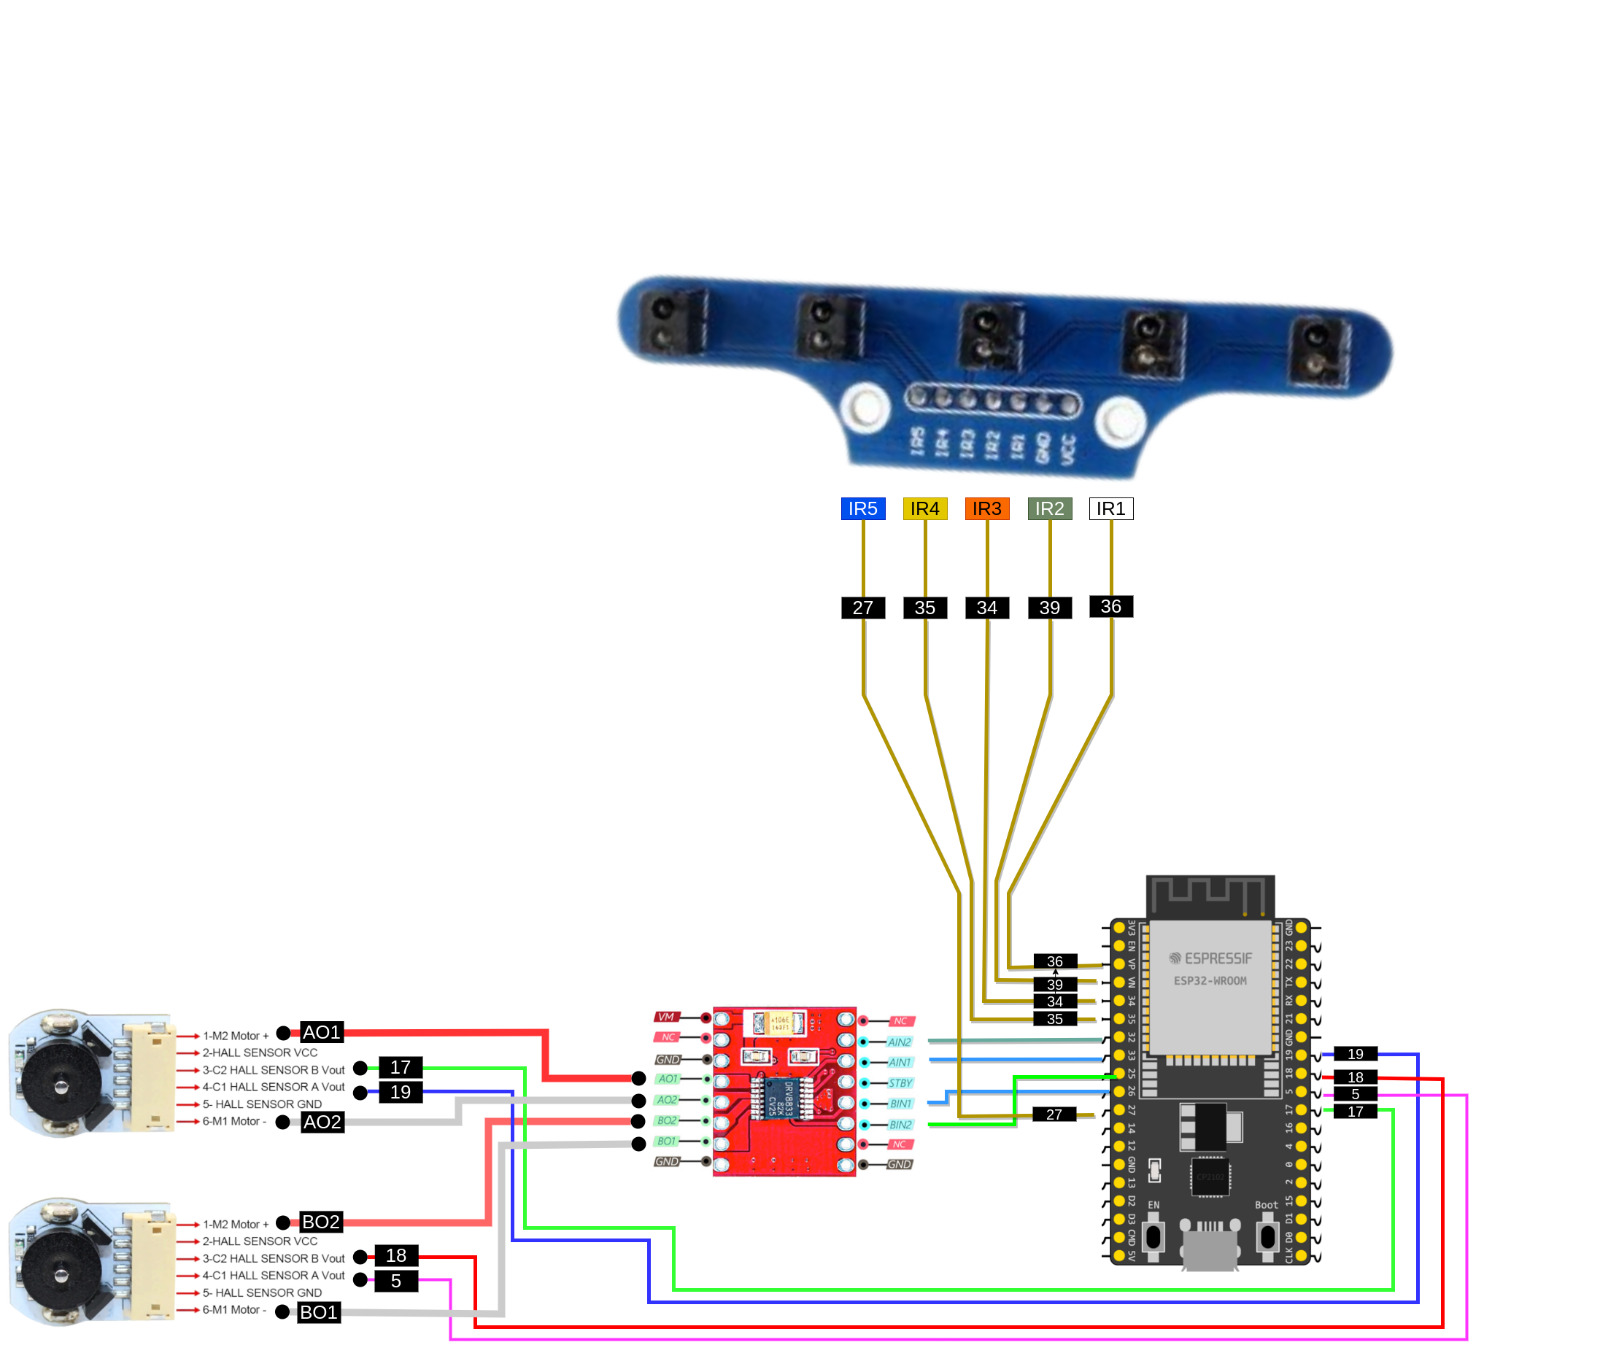 IR5 IR4 IR3 IR2 IR1 GND VCC
IR5 IR4 IR3 IR2 IR1
27 35 34 39 36
36
39
34
35
27
3V3
EN
VP
VN
34
35
32
33
25
26
27
14
12
GND
13
D2
D3
CMD
5V
ESPRESSIF
ESP32-WROOM
CP2102
EN
Boot
GND
23
22
TX
RX
21
GND
19
18
5
17
16
4
0
2
15
D1
D0
CLK
19
18
5
17
VM
NC
GND
AO1
AO2
BO2
BO1
GND
DRV8833
82K
CV25
NC
AIN2
AIN1
STBY
BIN1
BIN2
NC
GND
1-M2 Motor + AO1
2-HALL SENSOR VCC
3-C2 HALL SENSOR B Vout 17
4-C1 HALL SENSOR A Vout 19
5- HALL SENSOR GND
6-M1 Motor - AO2
1-M2 Motor + BO2
2-HALL SENSOR VCC
3-C2 HALL SENSOR B Vout 18
4-C1 HALL SENSOR A Vout 5
5- HALL SENSOR GND
6-M1 Motor - BO1